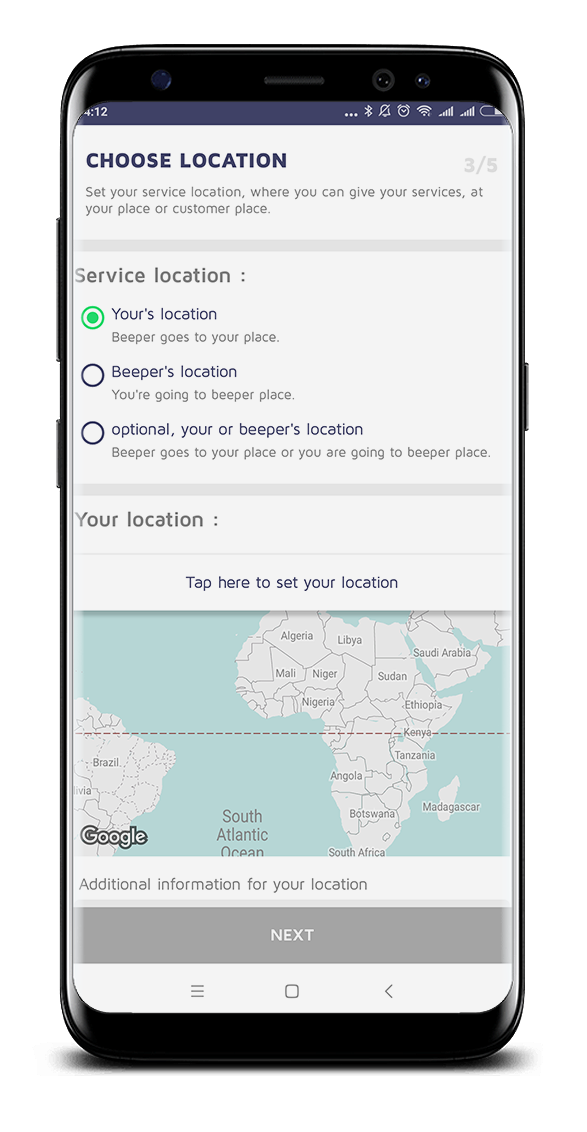 4:12
CHOOSE LOCATION
3/5
Set your service location, where you can give your services, at
your place or customer place.
Service location :
Your's location
Beeper goes to your place.
Beeper's location
You're going to beeper place.
optional, your or beeper's location
Beeper goes to your place or you are going to beeper place.
Your location :
Tap here to set your location
Algeria
Libya
Saudi Arabia
Mali
Niger
Sudan
Nigeria
Ethiopia
Kenya
Tanzania
Brazil
Angola
livia
Botswana
Madagascar
South
Atlantic
Ocean
Google
South Africa
Additional information for your location
NEXT